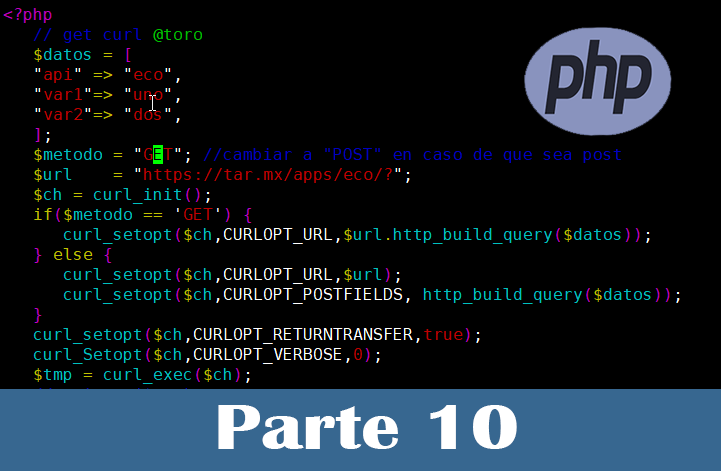 <?php
// get curl @toro
$datos = [
"api" => "eco",
"var1"=> "uno",
"var2"=> "dos",
];
$metodo = "GET"; //cambiar a "POST" en caso de que sea post
$url    = "https://tar.mx/apps/eco/?";
$ch = curl_init();
if($metodo == 'GET') {
curl_setopt($ch,CURLOPT_URL,$url.http_build_query($datos));
} else {
curl_setopt($ch,CURLOPT_URL,$url);
curl_setopt($ch,CURLOPT_POSTFIELDS, http_build_query($datos));
}
curl_setopt($ch,CURLOPT_RETURNTRANSFER,true);
curl_Setopt($ch,CURLOPT_VERBOSE,0);
$tmp = curl_exec($ch);
php
Parte 10